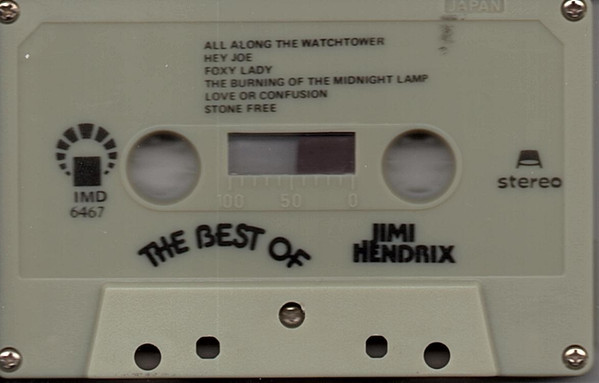 JAPAN
ALL ALONG THE WATCHTOWER
HEY JOE
FOXY LADY
THE BURNING OF THE MIDNIGHT LAMP
LOVE OR CONFUSION
STONE FREE
IMD
6467
100 50 0
stereo
THE BEST OF JIMI
HENDRIX